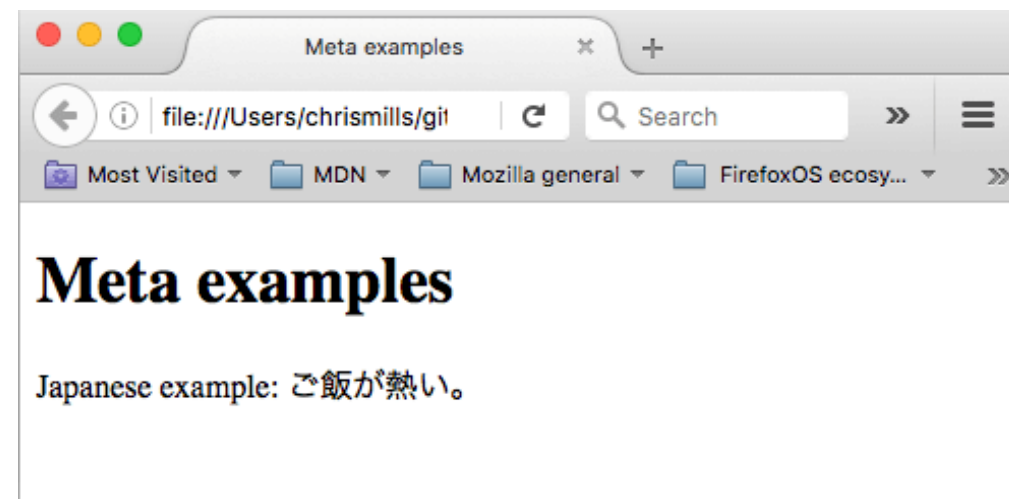 Meta examples
file:///Users/chrismills/git
Search
Most Visited MDN Mozilla general FirefoxOS ecosy...
Meta examples
Japanese example: ご飯が熱い。